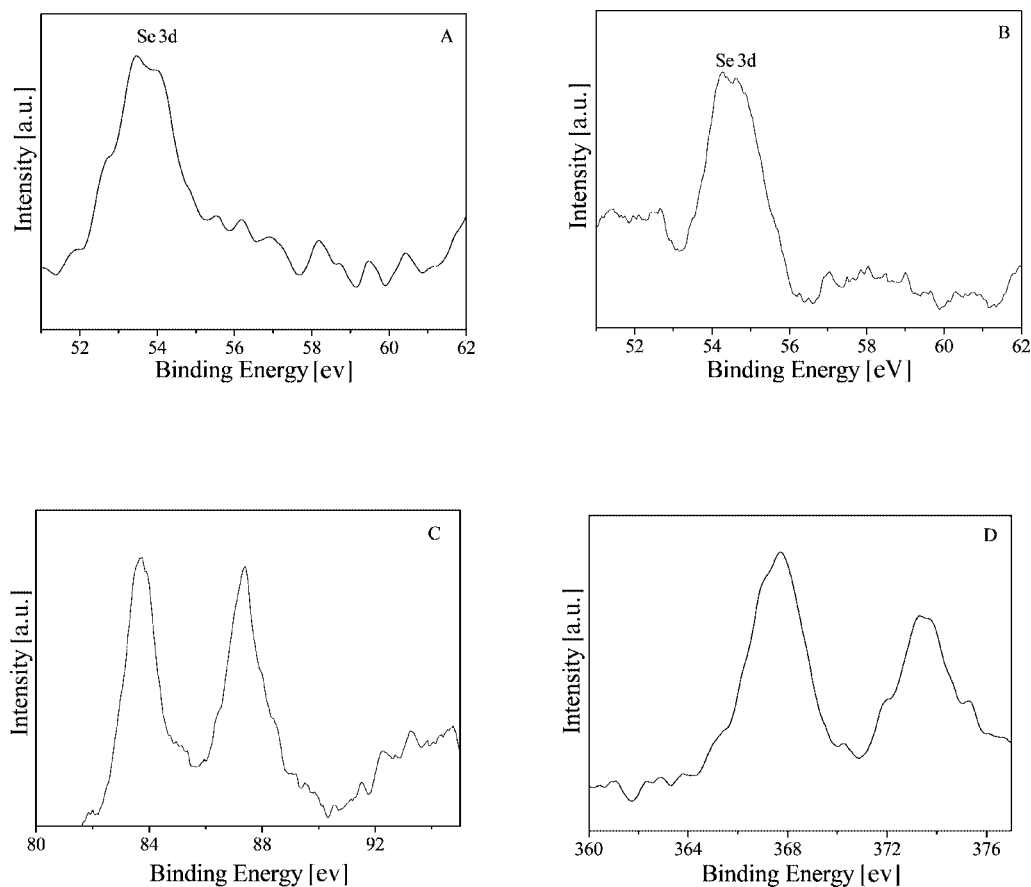 Se 3d
A
Intensity [a.u.]
52 54 56 58 60 62
Binding Energy [ev]
Se 3d
B
Intensity [a.u.]
52 54 56 58 60 62
Binding Energy [eV]
C
Intensity [a.u.]
80 84 88 92
Binding Energy [ev]
D
Intensity [a.u.]
360 364 368 372 376
Binding Energy [ev]